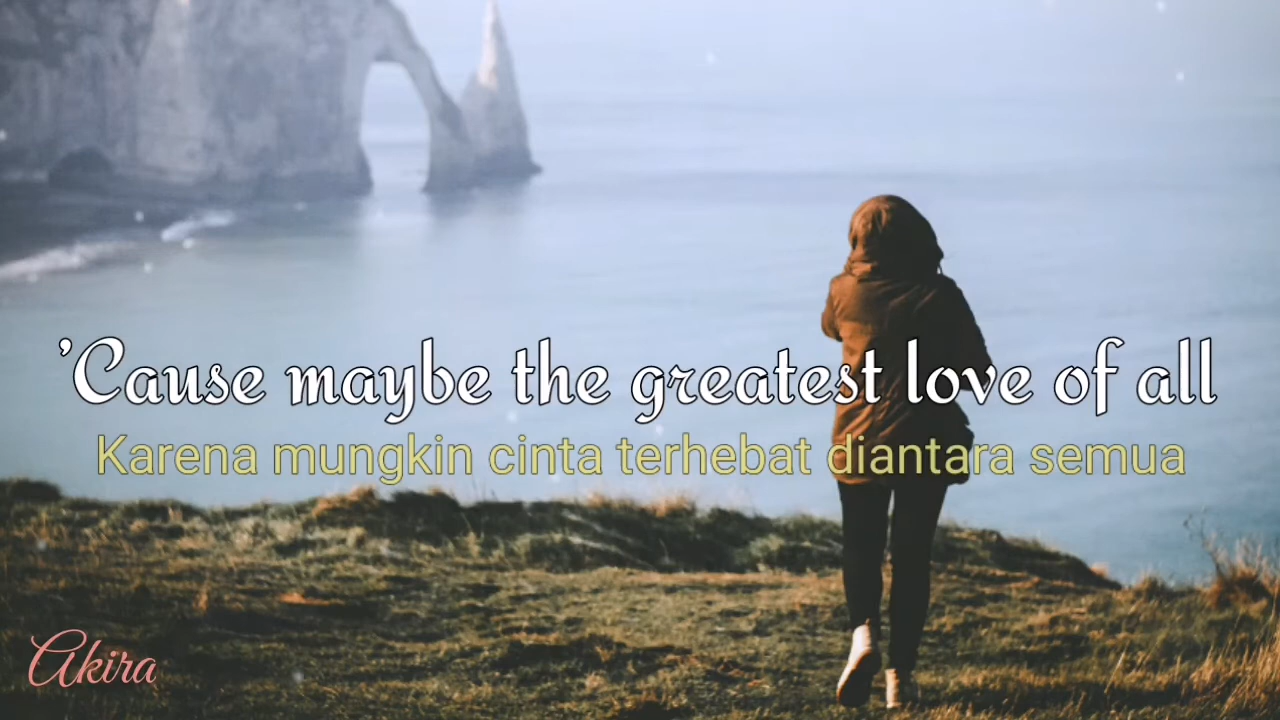 ’Cause maybe the greatest love of all
Karena mungkin cinta terhebat diantara semua
Akira